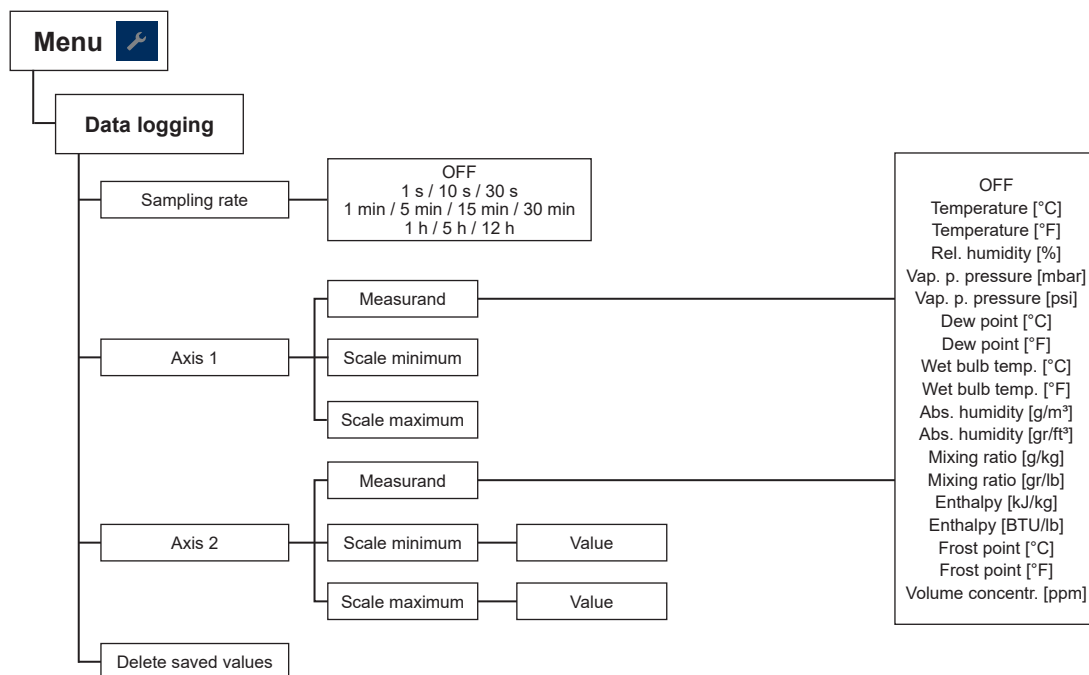 Menu
Data logging
Sampling rate
OFF
1 s / 10 s / 30 s
1 min / 5 min / 15 min / 30 min
1 h / 5 h / 12 h
Axis 1
Measurand
Scale minimum
Scale maximum
Axis 2
Measurand
Scale minimum
Value
Scale maximum
Value
Delete saved values
OFF
Temperature [°C]
Temperature [°F]
Rel. humidity [%]
Vap. p. pressure [mbar]
Vap. p. pressure [psi]
Dew point [°C]
Dew point [°F]
Wet bulb temp. [°C]
Wet bulb temp. [°F]
Abs. humidity [g/m³]
Abs. humidity [gr/ft³]
Mixing ratio [g/kg]
Mixing ratio [gr/lb]
Enthalpy [kJ/kg]
Enthalpy [BTU/lb]
Frost point [°C]
Frost point [°F]
Volume concentr. [ppm]